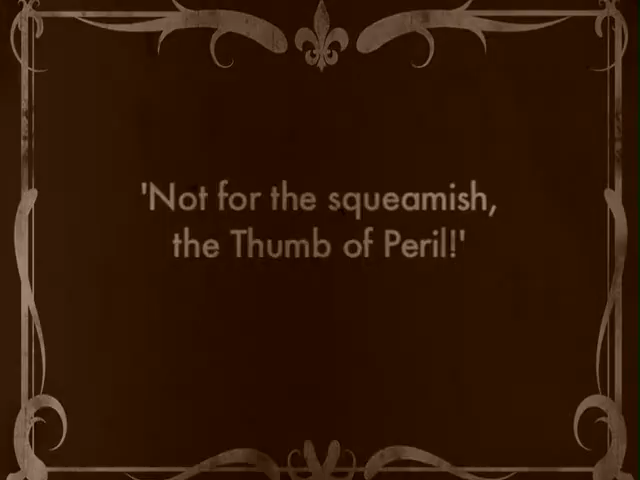 'Not for the squeamish,
the Thumb of Peril!'